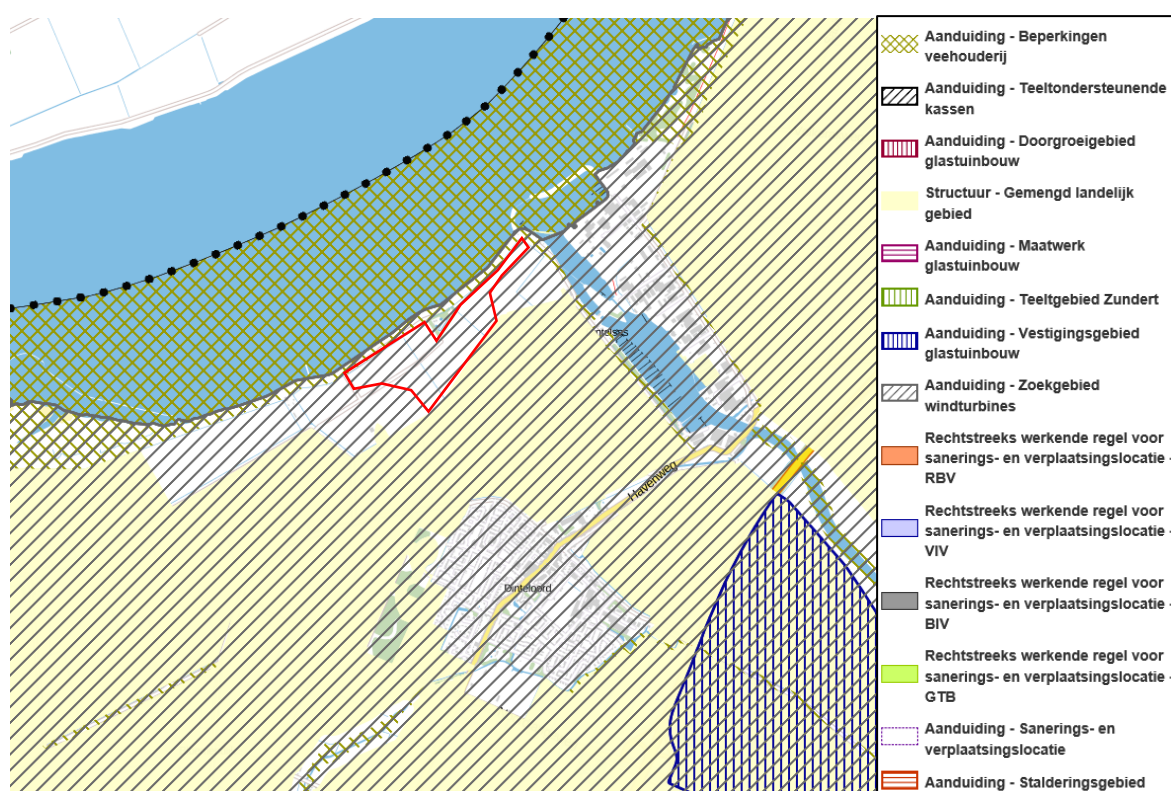 Aanduiding - Beperkingen
veehouderij
Aanduiding - Teeltondersteunende
kassen
Aanduiding - Doorgroeigebied
glastuinbouw
Structuur - Gemengd landelijk
gebied
Aanduiding - Maatwerk
glastuinbouw
Aanduiding - Teeltgebied Zundert
Aanduiding - Vestigingsgebied
glastuinbouw
Aanduiding - Zoekgebied
windturbines
Rechtstreeks werkende regel voor
sanerings- en verplaatsingslocatie -
RBV
Rechtstreeks werkende regel voor
sanerings- en verplaatsingslocatie -
VIV
Rechtstreeks werkende regel voor
sanerings- en verplaatsingslocatie -
BIV
Rechtstreeks werkende regel voor
sanerings- en verplaatsingslocatie -
GTB
Aanduiding - Sanerings- en
verplaatsingslocatie
Aanduiding - Stalderingsgebied
Havenweg
Dinteloord